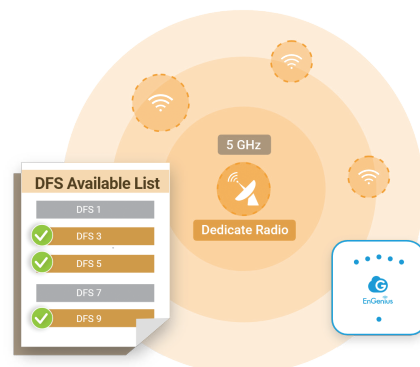 5 GHz
Dedicate Radio
DFS Available List
DFS 1
DFS 3
DFS 5
DFS 7
DFS 9
EnGenius